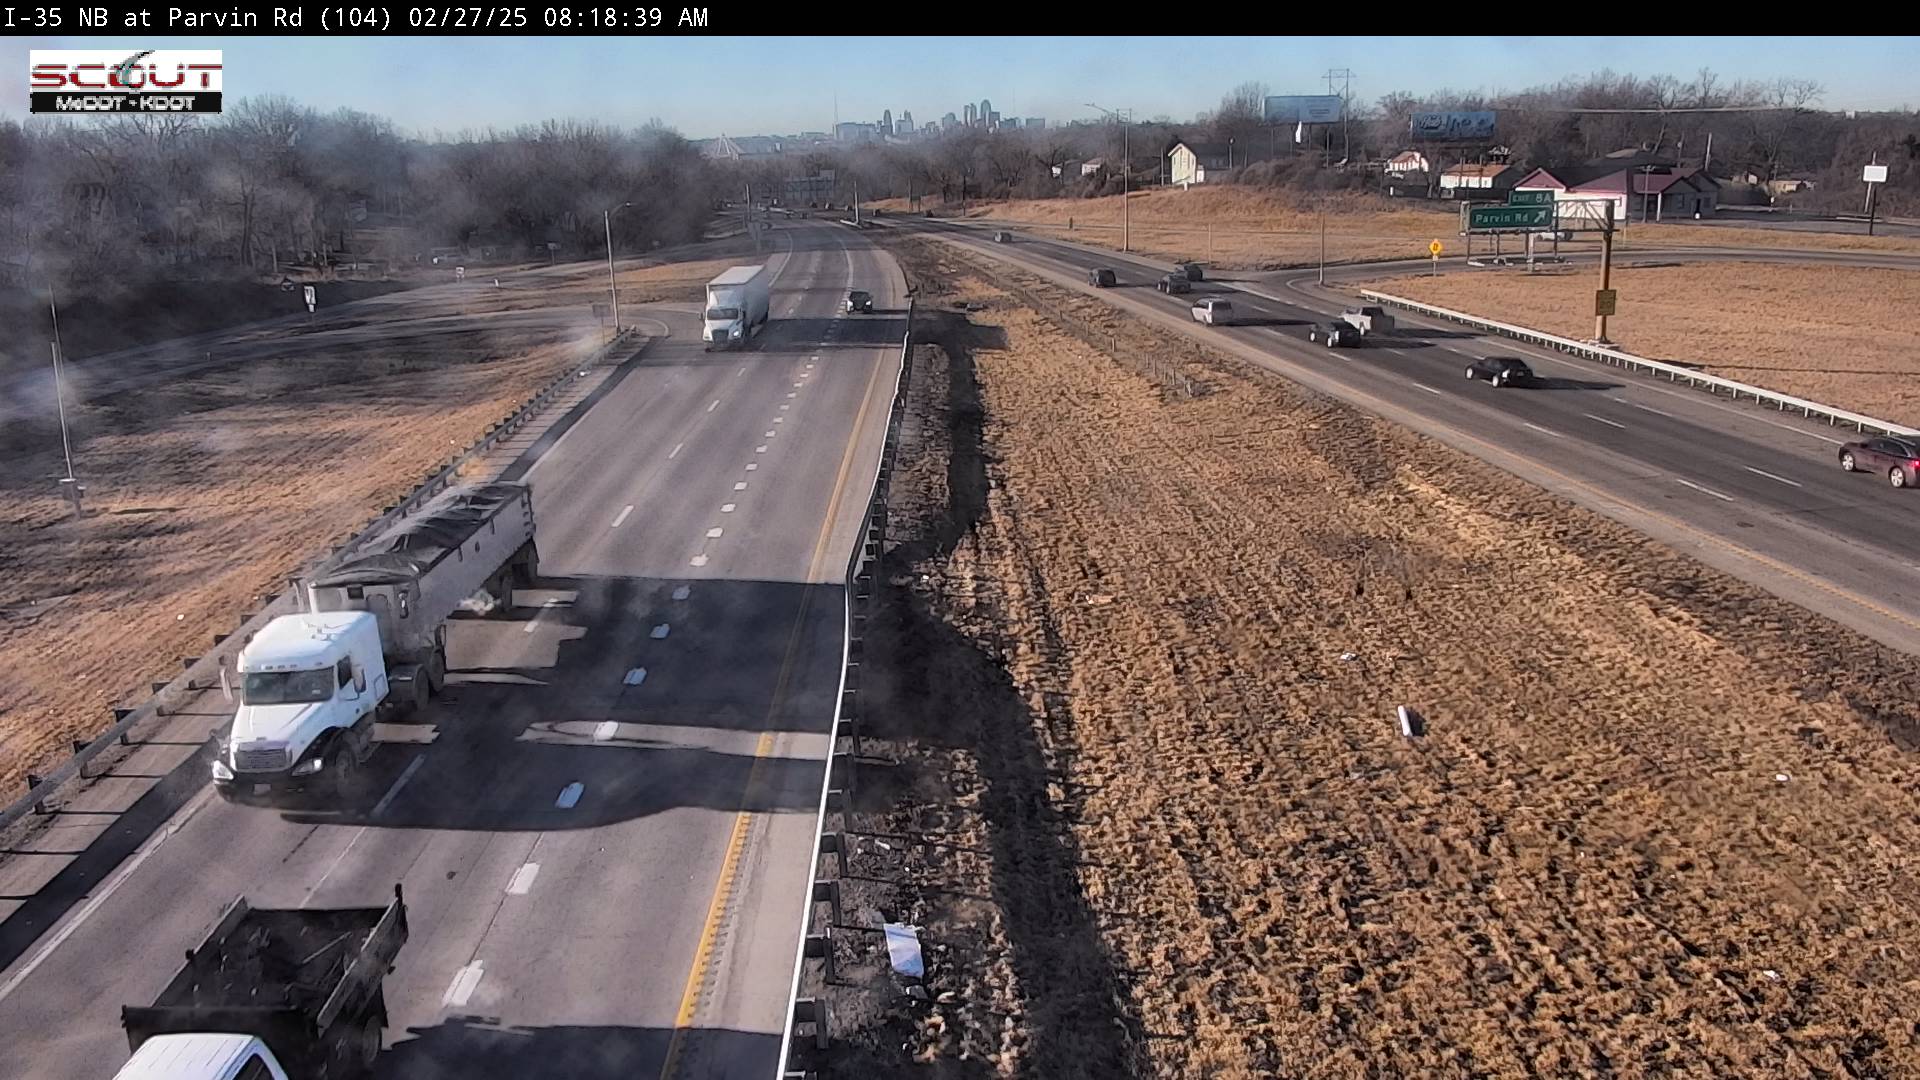 I-35 NB at Parvin Rd (104) 02/27/25 08:18:39 AM
SCOUT
MoDOT - KDOT
EXIT 8A
Parvin Rd